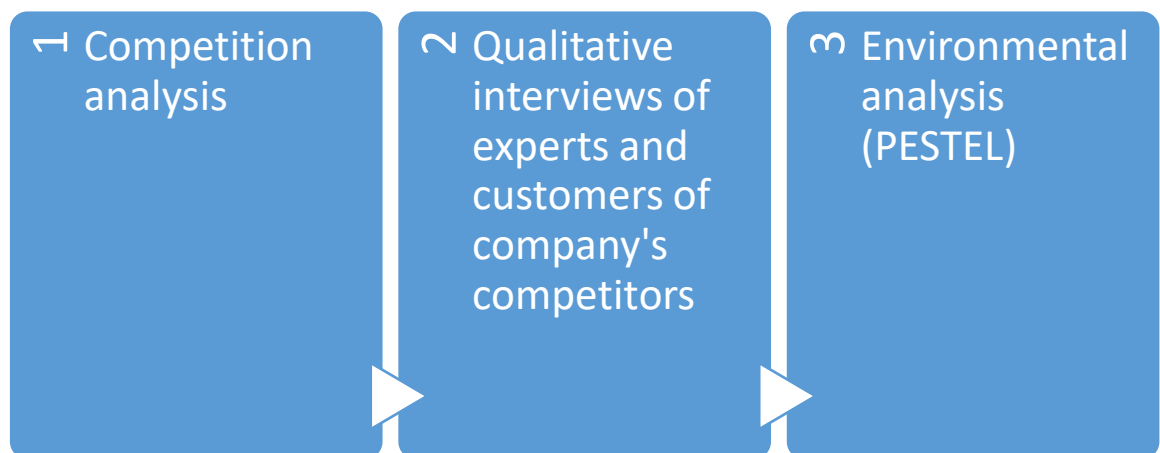 1 Competition
analysis
2 Qualitative
interviews of
experts and
customers of
company's
competitors
3 Environmental
analysis
(PESTEL)